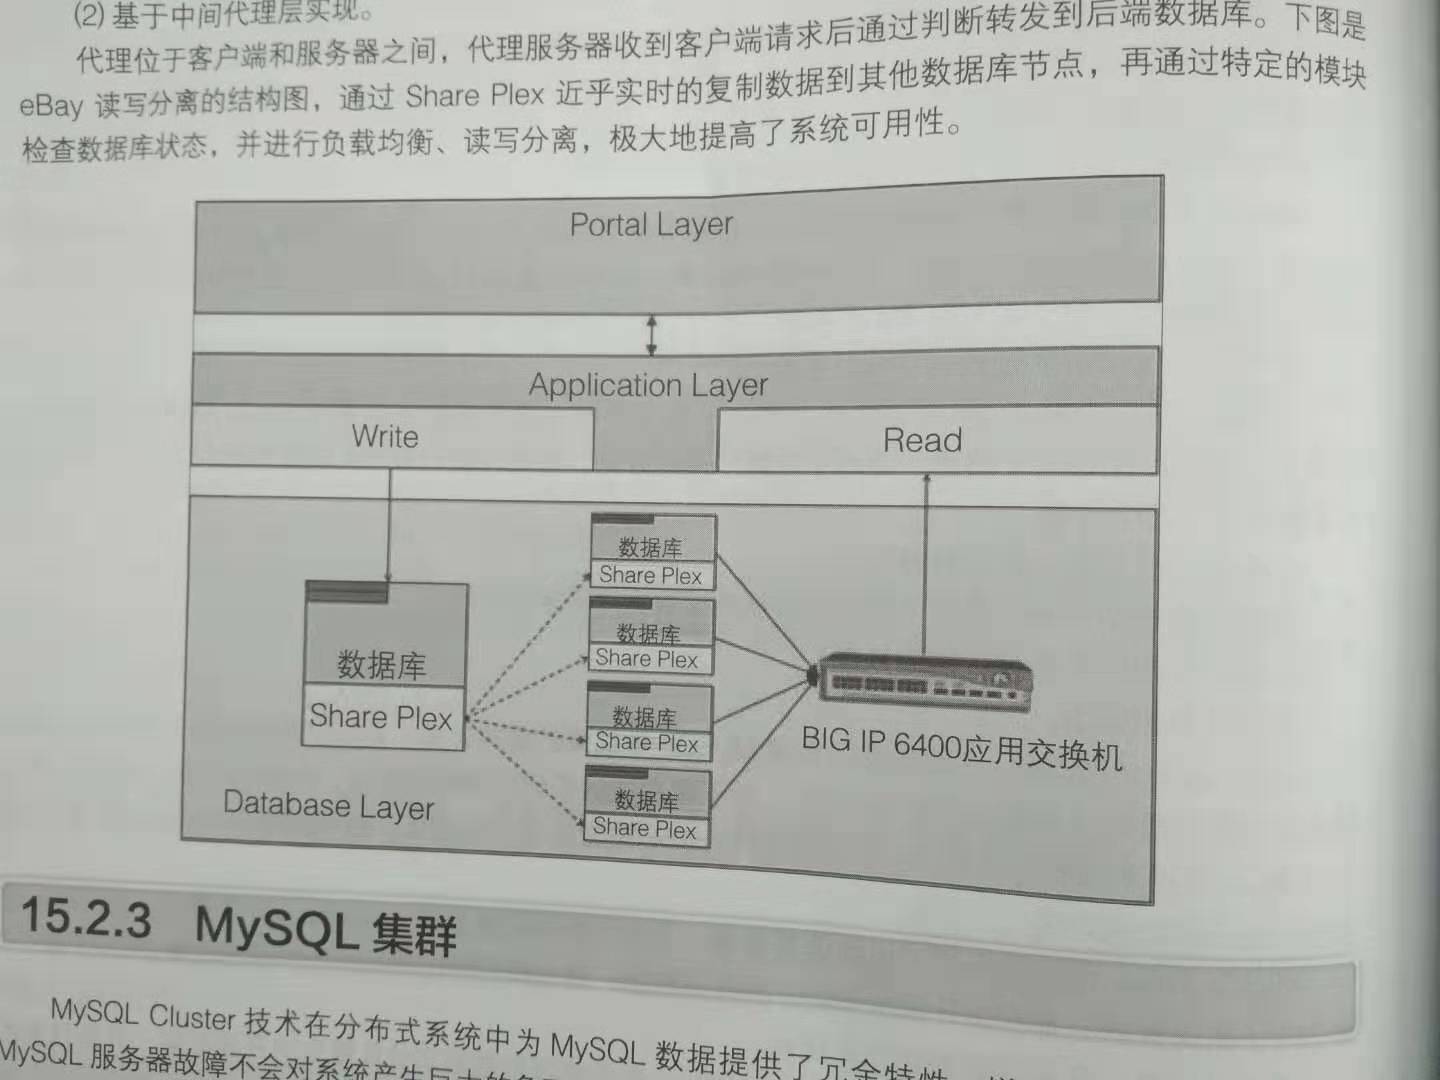 (2) 基于中间代理层实现。
代理位于客户端和服务器之间，代理服务器收到客户端请求后通过判断转发到后端数据库。下图是
eBay 读写分离的结构图，通过 Share Plex 近乎实时的复制数据到其他数据库节点，再通过特定的模块
检查数据库状态，并进行负载均衡、读写分离，极大地提高了系统可用性。
Portal Layer
Application Layer
Write
Read
数据库
Share Plex
数据库
Share Plex
数据库
Share Plex
数据库
Share Plex
数据库
Share Plex
BIG IP 6400应用交换机
Database Layer
15.2.3 MySQL 集群
MySQL Cluster 技术在分布式系统中为 MySQL 数据提供了冗余特性
MySQL 服务器故障不会对系统产生巨大的负